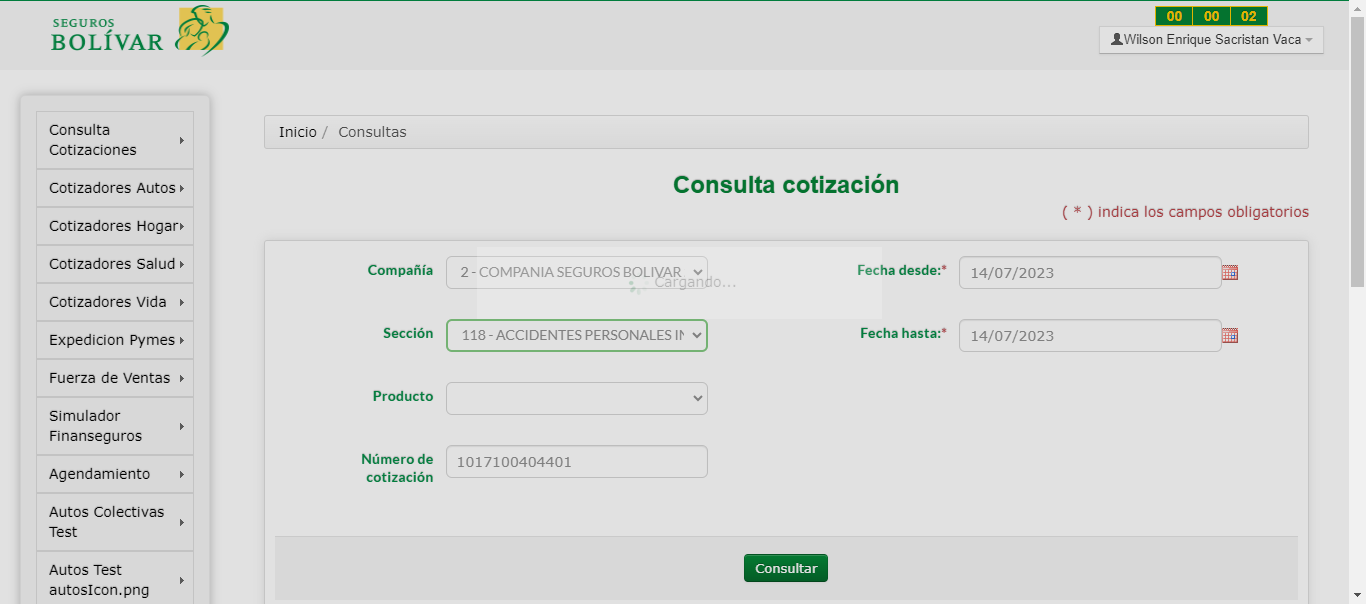 SEGUROS
BOLÍVAR
00 00 02
Wilson Enrique Sacristan Vaca
Consulta
Cotizaciones
Cotizadores Autos
Cotizadores Hogar
Cotizadores Salud
Cotizadores Vida
Expedicion Pymes
Fuerza de Ventas
Simulador
Finanseguros
Agendamiento
Autos Colectivas
Test
Autos Test
autosIcon.png
Inicio / Consultas
Consulta cotización
( * ) indica los campos obligatorios
Compañía 2 - COMPANIA SEGUROS BOLIVAR Fecha desde:* 14/07/2023
Cargando...
Sección 118 - ACCIDENTES PERSONALES IN Fecha hasta:* 14/07/2023
Producto
Número de
cotización 1017100404401
Consultar